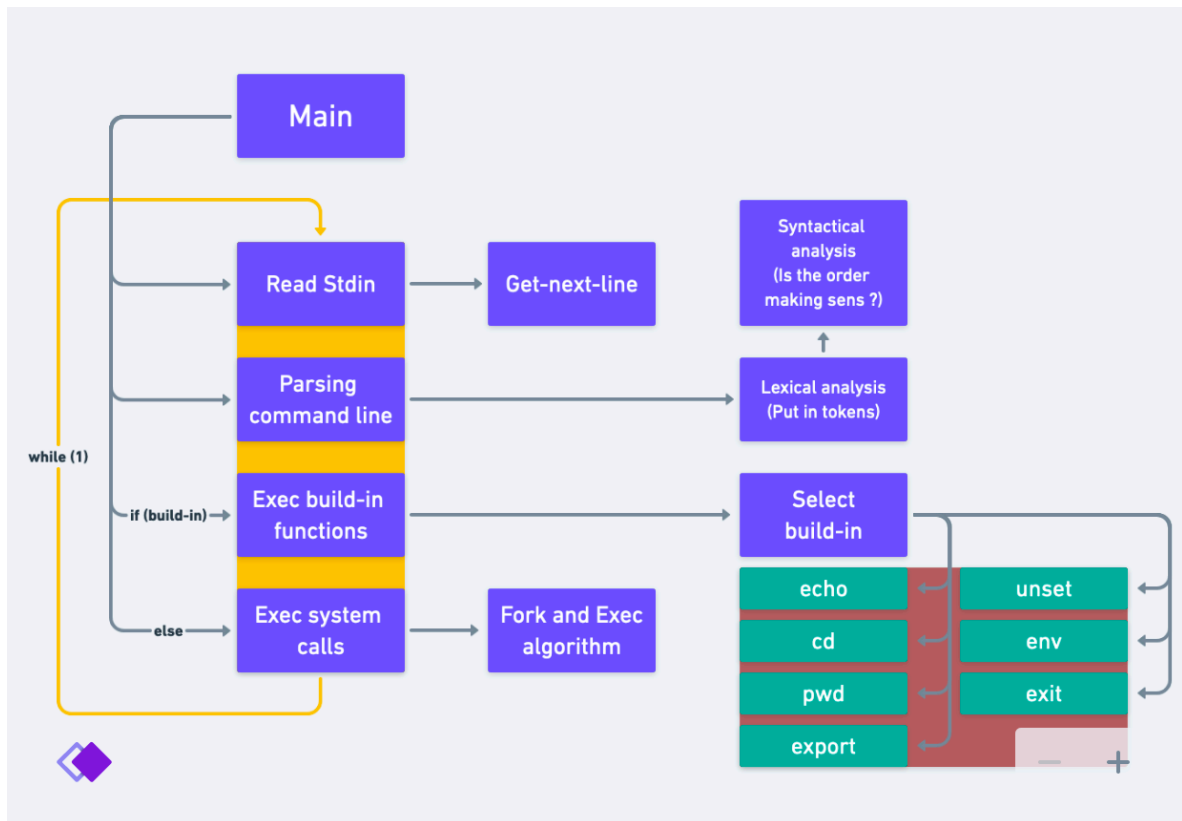 Main
Read Stdin
Get-next-line
Syntactical
analysis
(Is the order
making sens ?)
Parsing
command line
Lexical analysis
(Put in tokens)
while (1)
if (build-in)
Exec build-in
functions
Select
build-in
echo
unset
cd
env
pwd
exit
export
else
Exec system
calls
Fork and Exec
algorithm